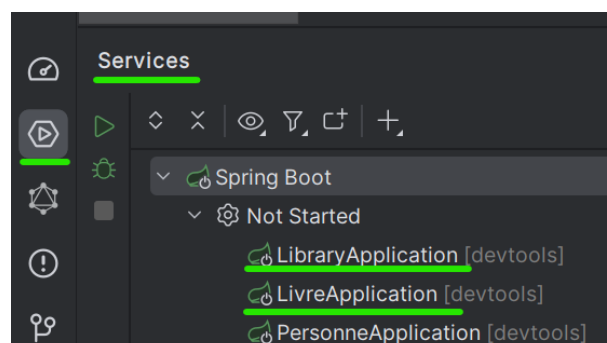 Services
Spring Boot
Not Started
LibraryApplication [devtools]
LivreApplication [devtools]
PersonneApplication [devtools]